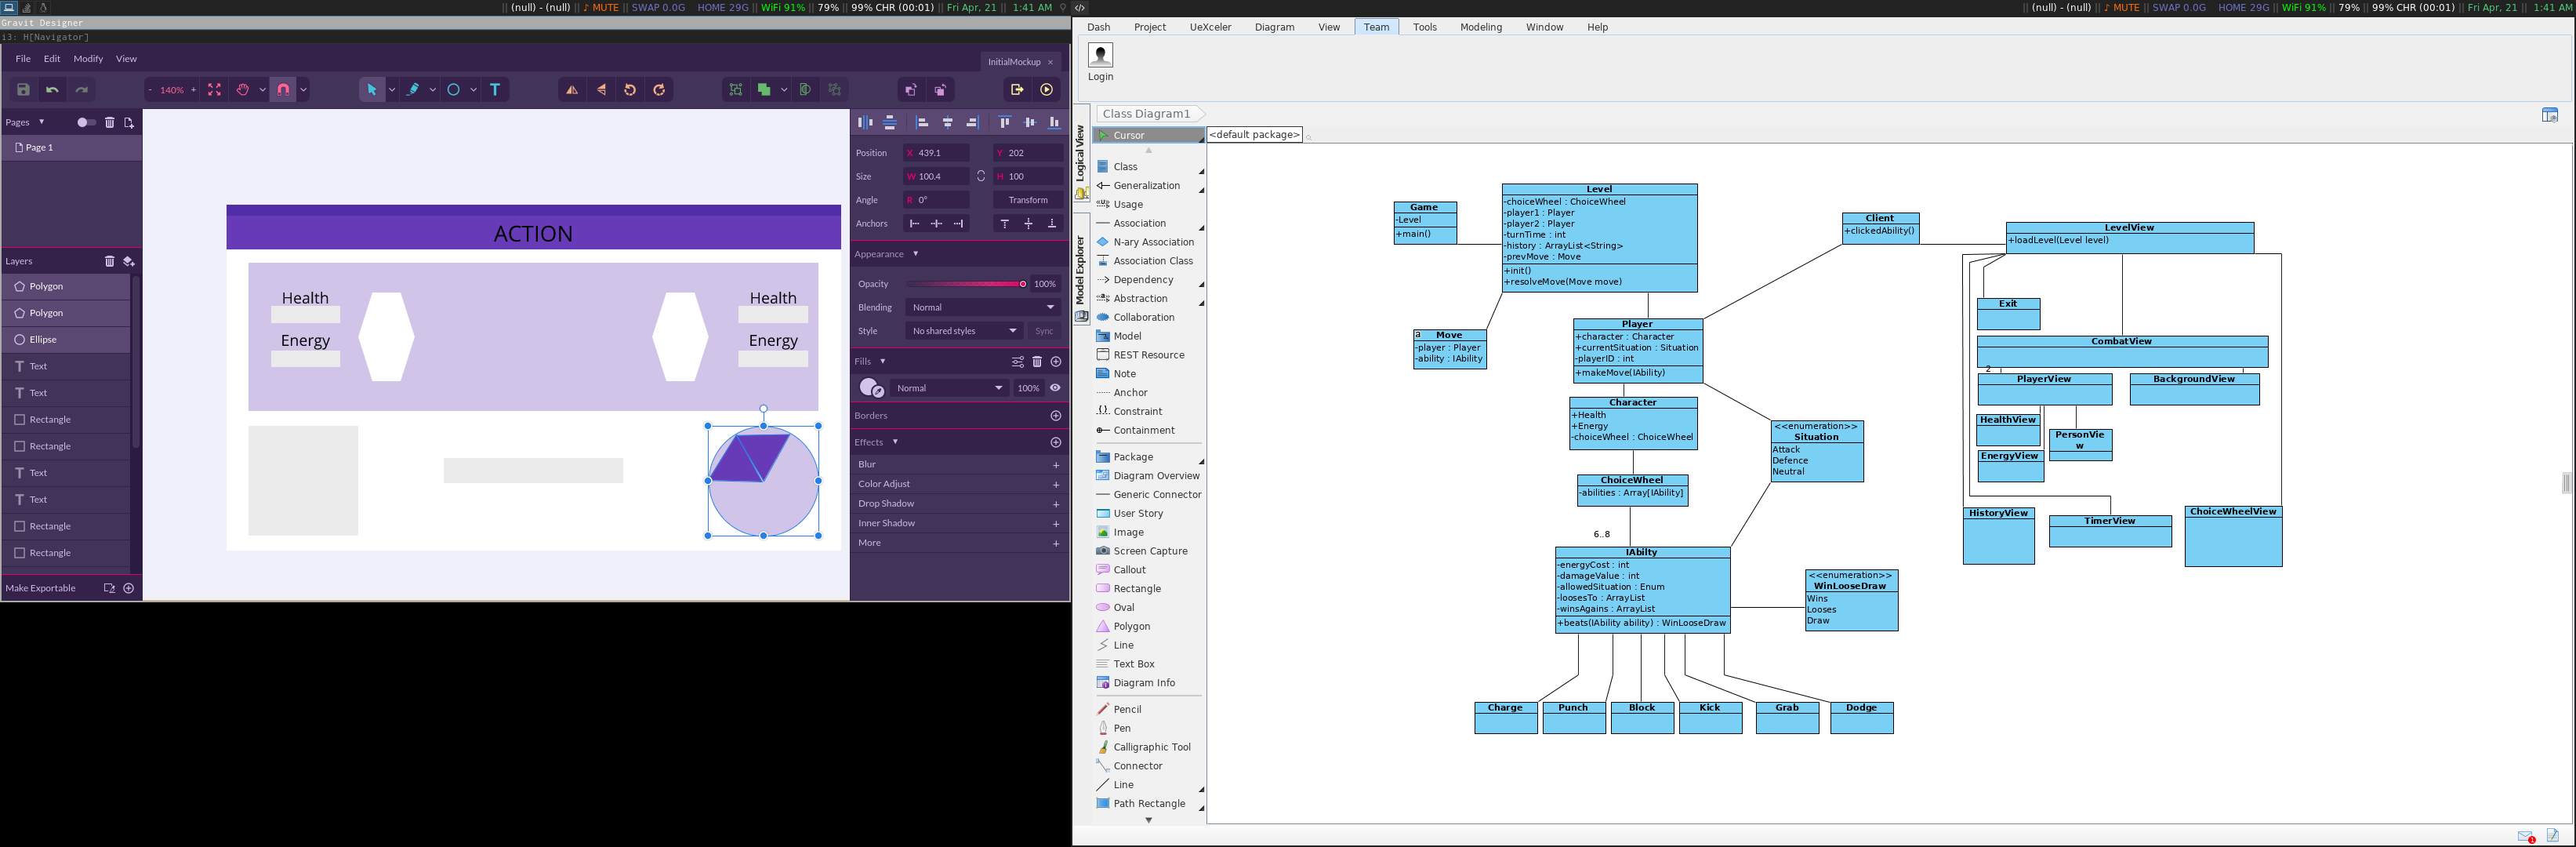 || (null) - (null) || ♪ MUTE || SWAP 0.0G HOME 29G || WiFi 91% || 79% || 99% CHR (00:01) || Fri Apr, 21 || 1:41 AM
Gravit Designer
i3: H[Navigator]
File Edit Modify View
InitialMockup ×
- 140% +
Pages
Page 1
Layers
Polygon
Polygon
Ellipse
Text
Text
Rectangle
Rectangle
Text
Text
Rectangle
Rectangle
Make Exportable
ACTION
Health
Energy
Health
Energy
Position X 439.1 Y 202
Size W 100.4 H 100
Angle R 0° Transform
Anchors
Appearance
Opacity 100%
Blending Normal
Style No shared styles Sync
Fills
Normal 100%
Borders
Effects
Blur +
Color Adjust +
Drop Shadow +
Inner Shadow +
More +
</> || (null) - (null) || ♪ MUTE || SWAP 0.0G HOME 29G || WiFi 91% || 79% || 99% CHR (00:01) || Fri Apr, 21 || 1:41 AM
Dash Project UeXceler Diagram View Team Tools Modeling Window Help
Login
Class Diagram1
Logical View
Model Explorer
Cursor
Class
Generalization
Usage
Association
N-ary Association
Association Class
Dependency
Abstraction
Collaboration
Model
REST Resource
Note
Anchor
Constraint
Containment
Package
Diagram Overview
Generic Connector
User Story
Image
Screen Capture
Callout
Rectangle
Oval
Polygon
Line
Text Box
Diagram Info
Pencil
Pen
Calligraphic Tool
Connector
Line
Path Rectangle
<default package>
Game
-Level
+main()
Level
-choiceWheel : ChoiceWheel
-player1 : Player
-player2 : Player
-turnTime : int
-history : ArrayList<String>
-prevMove : Move
+init()
+resolveMove(Move move)
a
Move
-player : Player
-ability : IAbility
Player
+character : Character
+currentSituation : Situation
-playerID : int
+makeMove(IAbility)
Character
+Health
+Energy
-choiceWheel : ChoiceWheel
ChoiceWheel
-abilities : Array[IAbility]
6..8
<<enumeration>>
Situation
Attack
Defence
Neutral
IAbilty
-energyCost : int
-damageValue : int
-allowedSituation : Enum
-loosesTo : ArrayList
-winsAgains : ArrayList
+beats(IAbility ability) : WinLooseDraw
<<enumeration>>
WinLooseDraw
Wins
Looses
Draw
Charge
Punch
Block
Kick
Grab
Dodge
Client
+clickedAbility()
LevelView
+loadLevel(Level level)
Exit
CombatView
2
PlayerView
BackgroundView
HealthView
PersonVie
w
EnergyView
HistoryView
TimerView
ChoiceWheelView
1